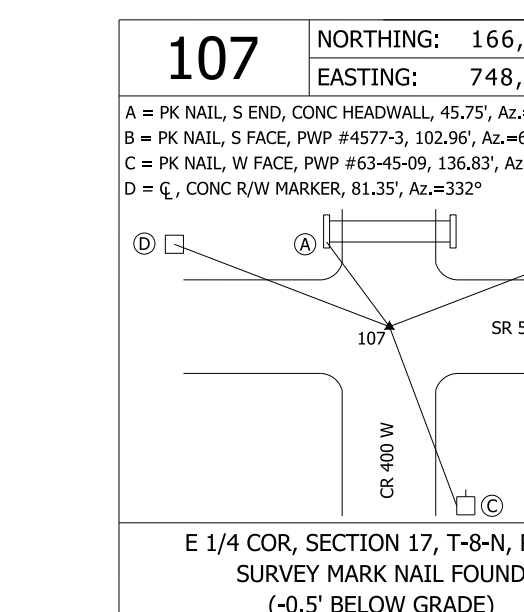 107
NORTHING: 166,
EASTING: 748,
A = PK NAIL, S END, CONC HEADWALL, 45.75', Az.=
B = PK NAIL, S FACE, PWP #4577-3, 102.96', Az.=6
C = PK NAIL, W FACE, PWP #63-45-09, 136.83', Az
D = ℄, CONC R/W MARKER, 81.35', Az.=332°
D
A
107
SR 5
CR 400 W
C
E 1/4 COR, SECTION 17, T-8-N,
SURVEY MARK NAIL FOUND
(-0.5' BELOW GRADE)